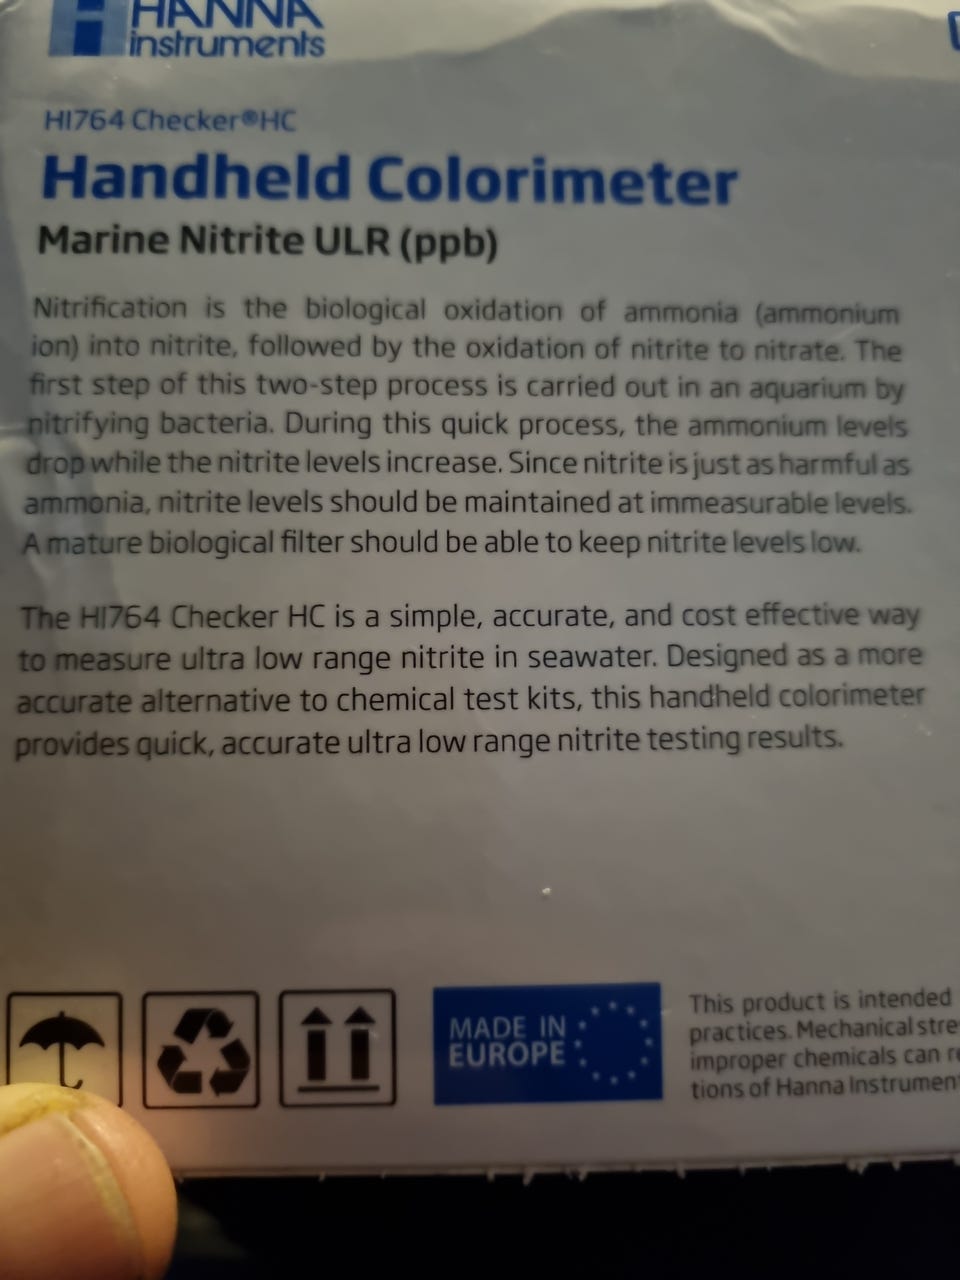 HANNA
instruments
HI764 Checker®HC
Handheld Colorimeter
Marine Nitrite ULR (ppb)
Nitrification is the biological oxidation of ammonia (ammonium
ion) into nitrite, followed by the oxidation of nitrite to nitrate. The
first step of this two-step process is carried out in an aquarium by
nitrifying bacteria. During this quick process, the ammonium levels
drop while the nitrite levels increase. Since nitrite is just as harmful as
ammonia, nitrite levels should be maintained at immeasurable levels.
A mature biological filter should be able to keep nitrite levels low.
The HI764 Checker HC is a simple, accurate, and cost effective way
to measure ultra low range nitrite in seawater. Designed as a more
accurate alternative to chemical test kits, this handheld colorimeter
provides quick, accurate ultra low range nitrite testing results.
MADE IN
EUROPE
This product is intended
practices. Mechanical stre
improper chemicals can re
tions of Hanna Instrumen